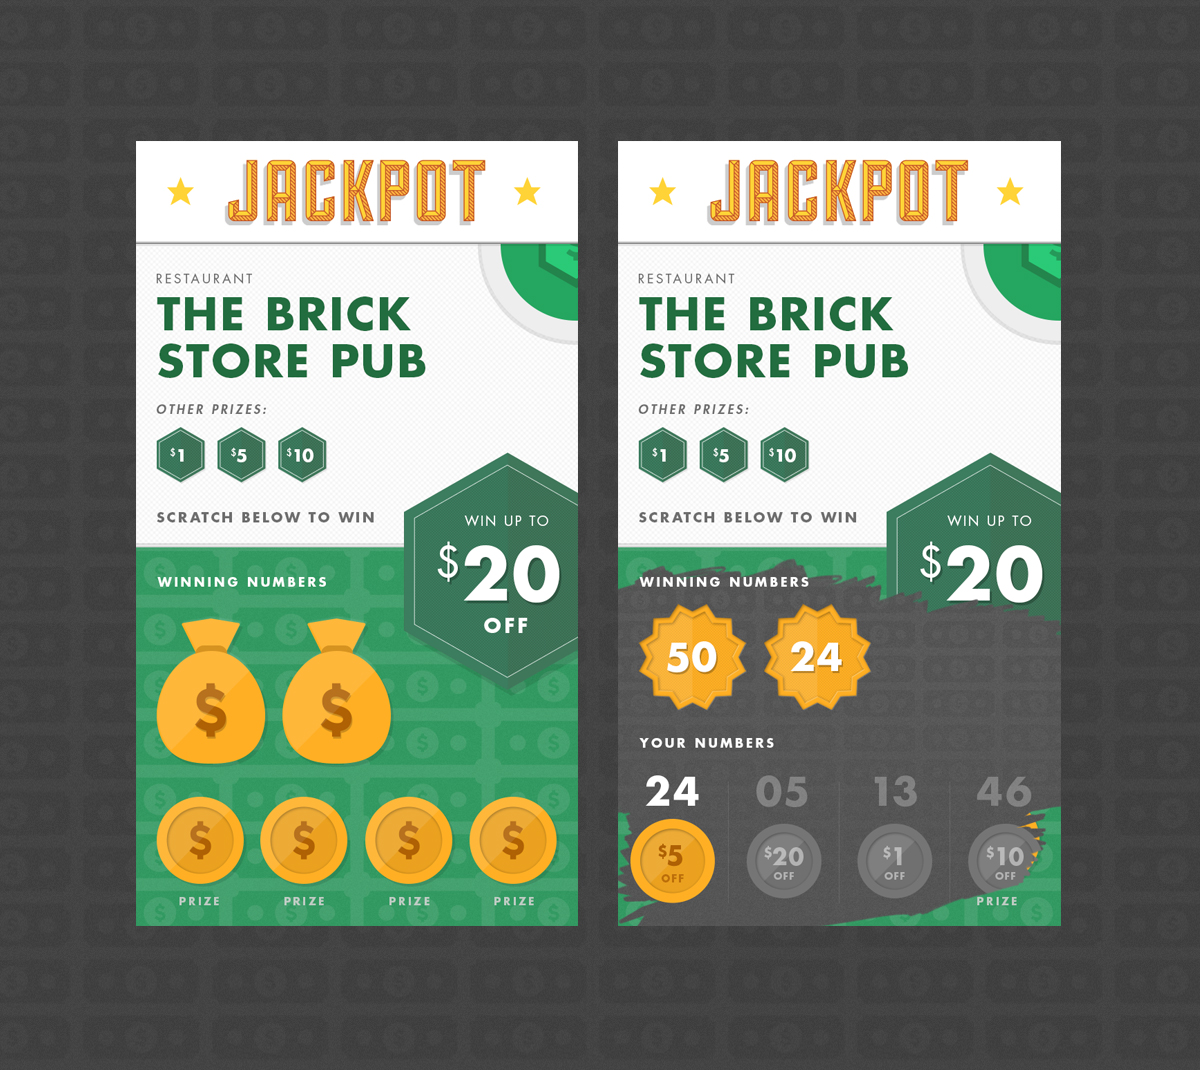 JACKPOT
RESTAURANT
THE BRICK
STORE PUB
OTHER PRIZES:
$1 $5 $10
SCRATCH BELOW TO WIN
WIN UP TO
$20
OFF
WINNING NUMBERS
$ $
$ $ $ $
PRIZE PRIZE PRIZE PRIZE
JACKPOT
RESTAURANT
THE BRICK
STORE PUB
OTHER PRIZES:
$1 $5 $10
SCRATCH BELOW TO WIN
WIN UP TO
$20
WINNING NUMBERS
50 24
YOUR NUMBERS
24 05 13 46
$5 $20 $1 $10
OFF OFF OFF OFF
PRIZE